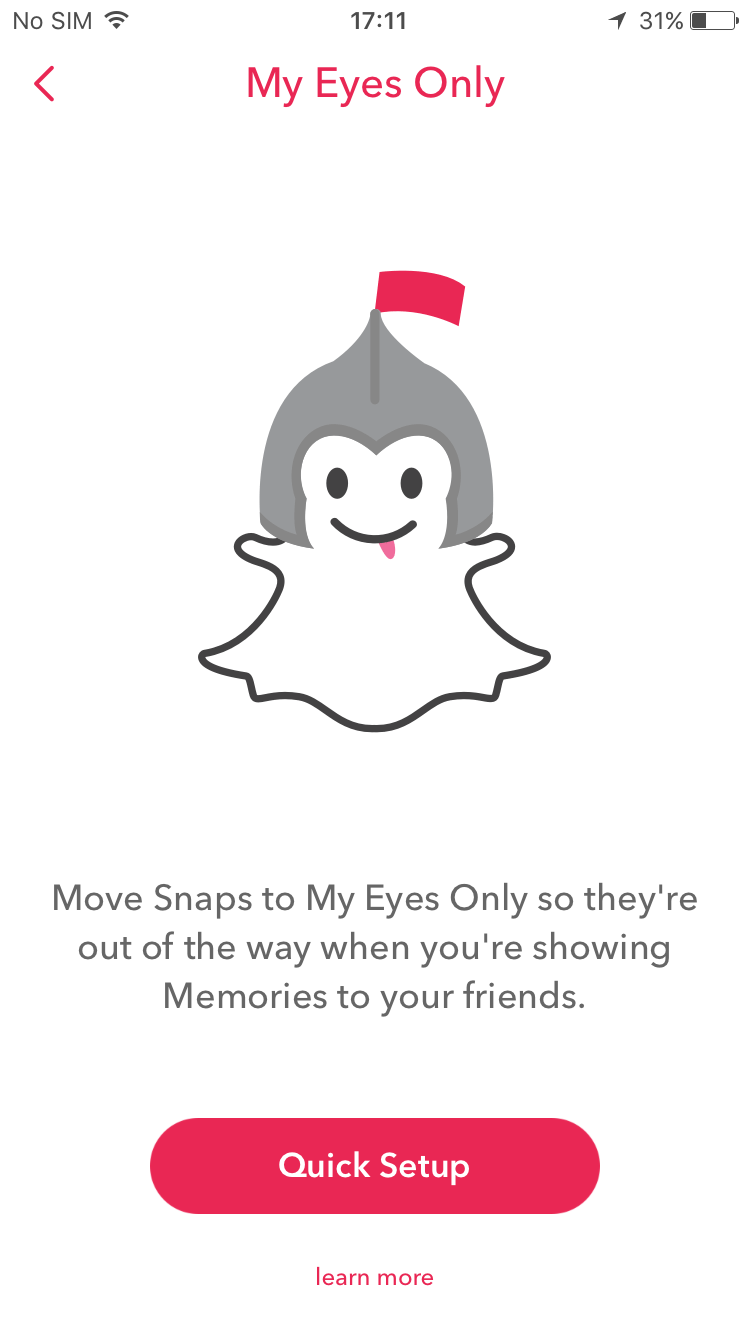 No SIM 17:11 31%
My Eyes Only
Move Snaps to My Eyes Only so they're
out of the way when you're showing
Memories to your friends.
Quick Setup
learn more